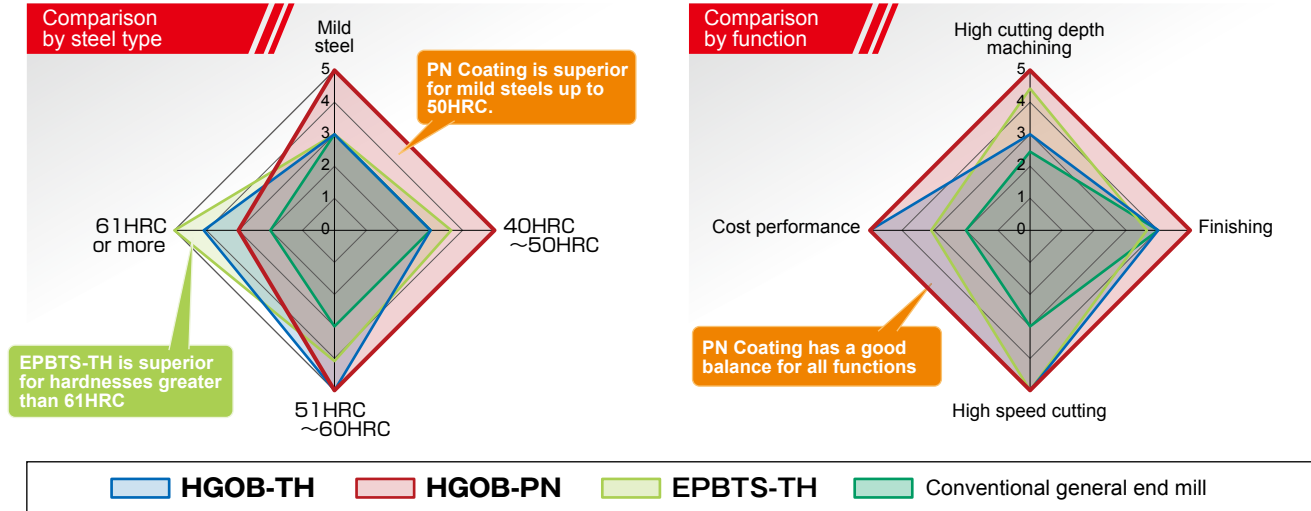 Comparison
by steel type
Mild
steel
5
4
3
2
1
0
PN Coating is superior
for mild steels up to
50HRC.
61HRC
or more
40HRC
~50HRC
EPBTS-TH is superior
for hardnesses greater
than 61HRC
51HRC
~60HRC
Comparison
by function
High cutting depth
machining
5
4
3
2
1
0
Cost performance
Finishing
PN Coating has a good
balance for all functions
High speed cutting
HGOB-TH
HGOB-PN
EPBTS-TH
Conventional general end mill